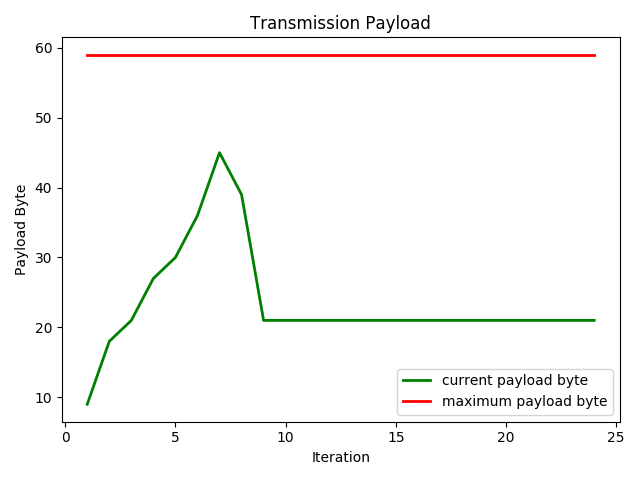 Transmission Payload
60
50
40
30
20
10
Payload Byte
current payload byte
maximum payload byte
0 5 10 15 20 25
Iteration